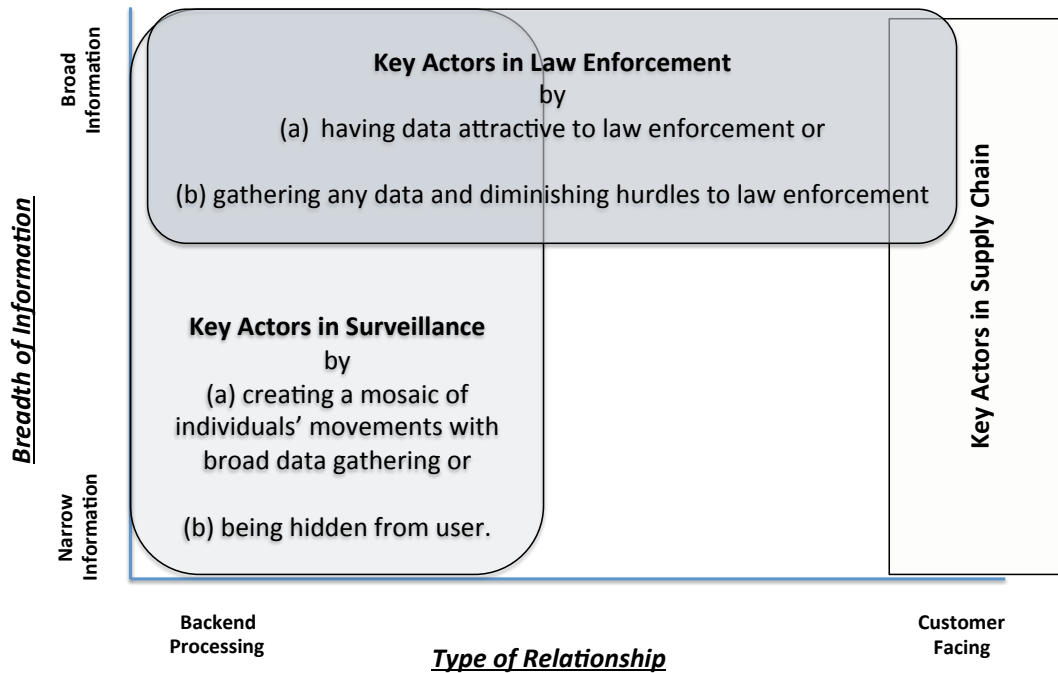 Broad
Information
Key Actors in Law Enforcement
by
(a) having data attractive to law enforcement or
(b) gathering any data and diminishing hurdles to law enforcement
Breadth of Information
Key Actors in Supply Chain
Key Actors in Surveillance
by
(a) creating a mosaic of
individuals’ movements with
broad data gathering or
(b) being hidden from user.
Narrow
Information
Backend
Processing
Customer
Facing
Type of Relationship